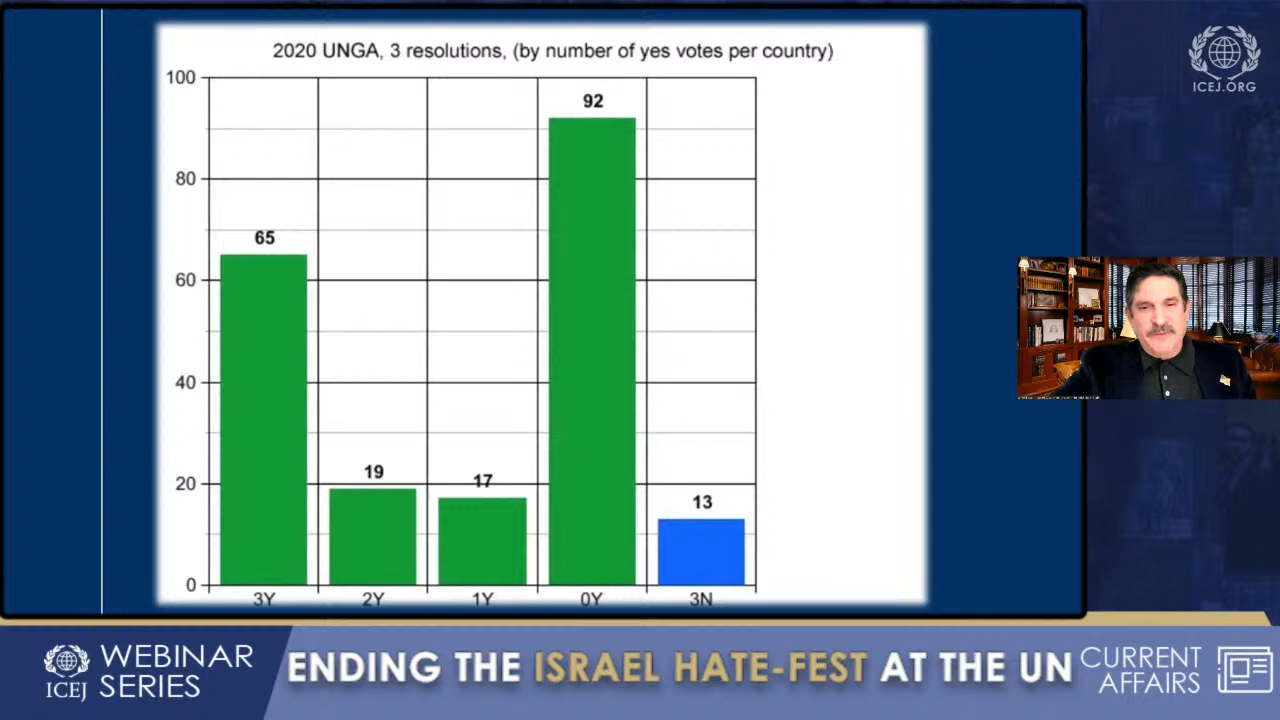 2020 UNGA, 3 resolutions, (by number of yes votes per country)
100
80
60
40
20
0
65
19
17
92
13
3Y
2Y
1Y
0Y
3N
ICEJ.ORG
ICEJ
WEBINAR
SERIES
ENDING THE ISRAEL HATE-FEST AT THE UN
CURRENT
AFFAIRS